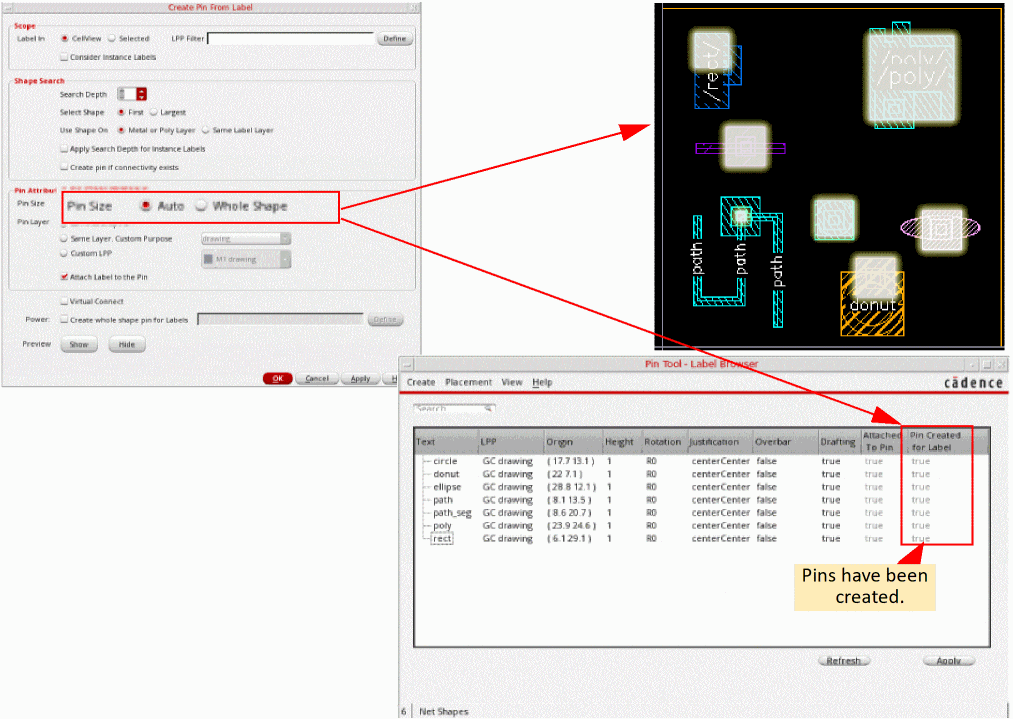 Create Pin From Label
Scope
Label In CellView Selected LPP Filter Define
Consider Instance Labels
Shape Search
Search Depth
Select Shape First Largest
Use Shape On Metal or Poly Layer Same Label Layer
Apply Search Depth for Instance Labels
Create pin if connectivity exists
Pin Attribut
Pin Size Pin Size Auto Whole Shape
Pin Layer
Same Layer, Custom Purpose drawing
Custom LPP M1 drawing
Attach Label to the Pin
Virtual Connect
Power: Create whole shape pin for Labels Define
Preview Show Hide
OK Cancel Apply H
/rect/
/poly/
/poly/
path
path
path
donut
Pin Tool - Label Browser
Create Placement View Help
cādence
Search
Text LPP Origin Height Rotation Justification Overbar Drafting Attached To Pin Pin Created for Label
circle GC drawing ( 17.7 13.1 ) 1 R0 centerCenter false true true true
donut GC drawing ( 22 7.1 ) 1 R0 centerCenter false true true true
ellipse GC drawing ( 28.8 12.1 ) 1 R0 centerCenter false true true true
path GC drawing ( 8.1 13.5 ) 1 R0 centerCenter false true true true
path_seg GC drawing ( 8.6 20.7 ) 1 R0 centerCenter false true true true
poly GC drawing ( 23.9 24.6 ) 1 R0 centerCenter false true true true
rect GC drawing ( 6.1 29.1 ) 1 R0 centerCenter false true true true
Pins have been
created.
Refresh Apply
6 Net Shapes